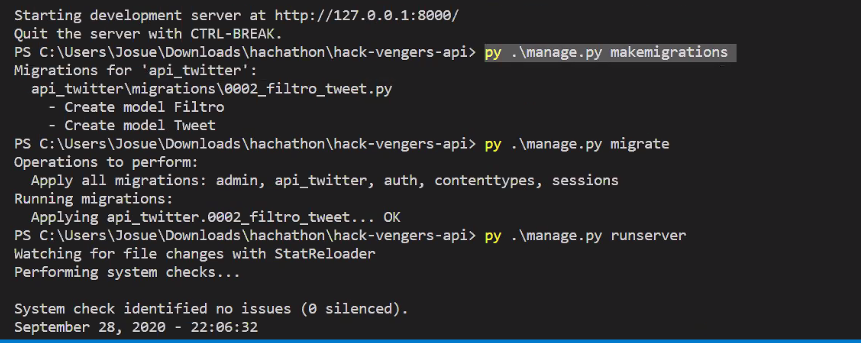 Starting development server at http://127.0.0.1:8000/
Quit the server with CTRL-BREAK.
PS C:\Users\Josue\Downloads\hachathon\hack-vengers-api> py .\manage.py makemigrations
Migrations for 'api_twitter':
  api_twitter\migrations\0002_filtro_tweet.py
    - Create model Filtro
    - Create model Tweet
PS C:\Users\Josue\Downloads\hachathon\hack-vengers-api> py .\manage.py migrate
Operations to perform:
  Apply all migrations: admin, api_twitter, auth, contenttypes, sessions
Running migrations:
  Applying api_twitter.0002_filtro_tweet... OK
PS C:\Users\Josue\Downloads\hachathon\hack-vengers-api> py .\manage.py runserver
Watching for file changes with StatReloader
Performing system checks...

System check identified no issues (0 silenced).
September 28, 2020 - 22:06:32